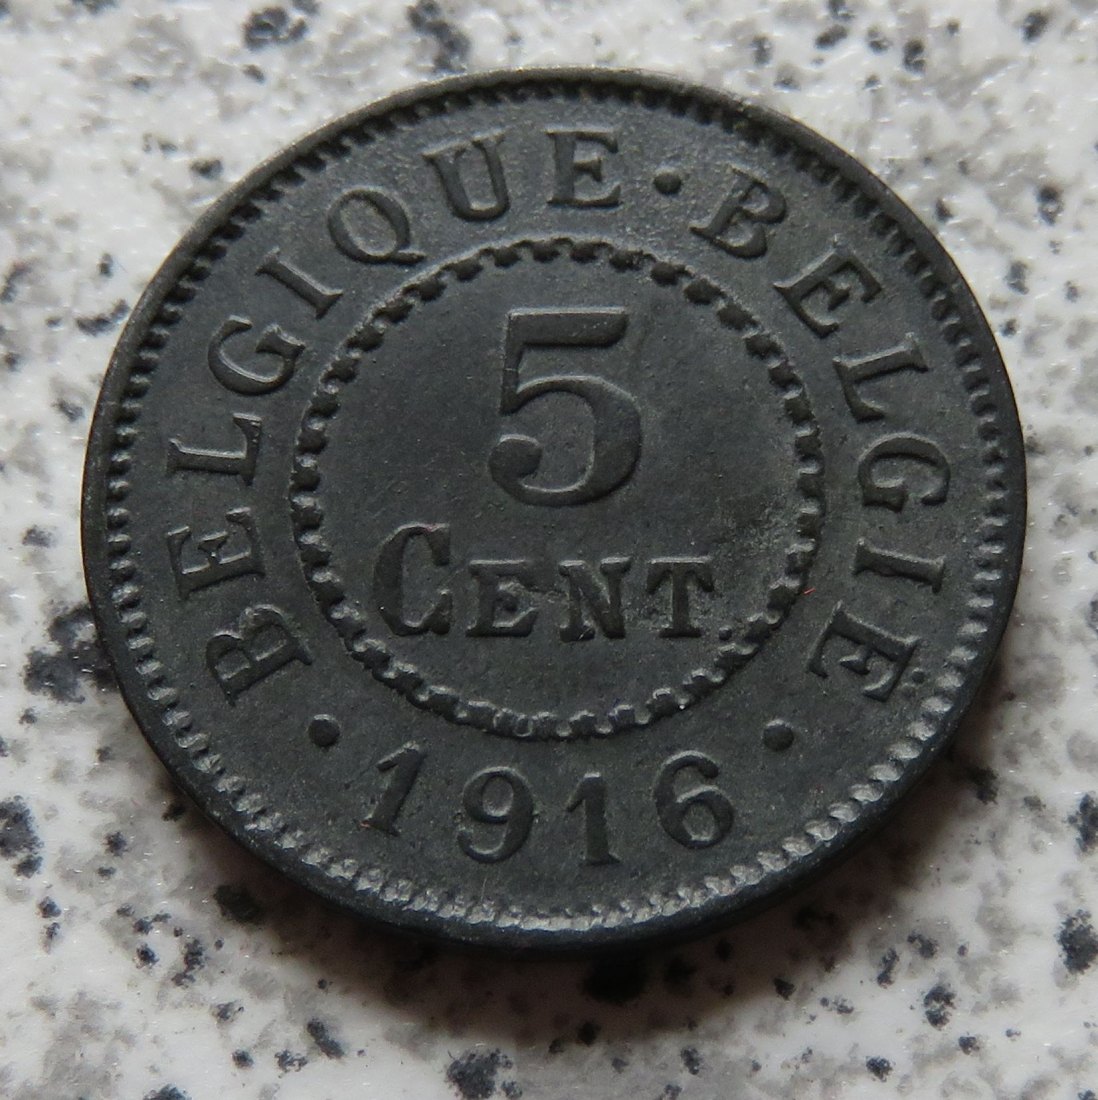 BELGIQUE · BELGIE
5
CENT.
· 1916 ·